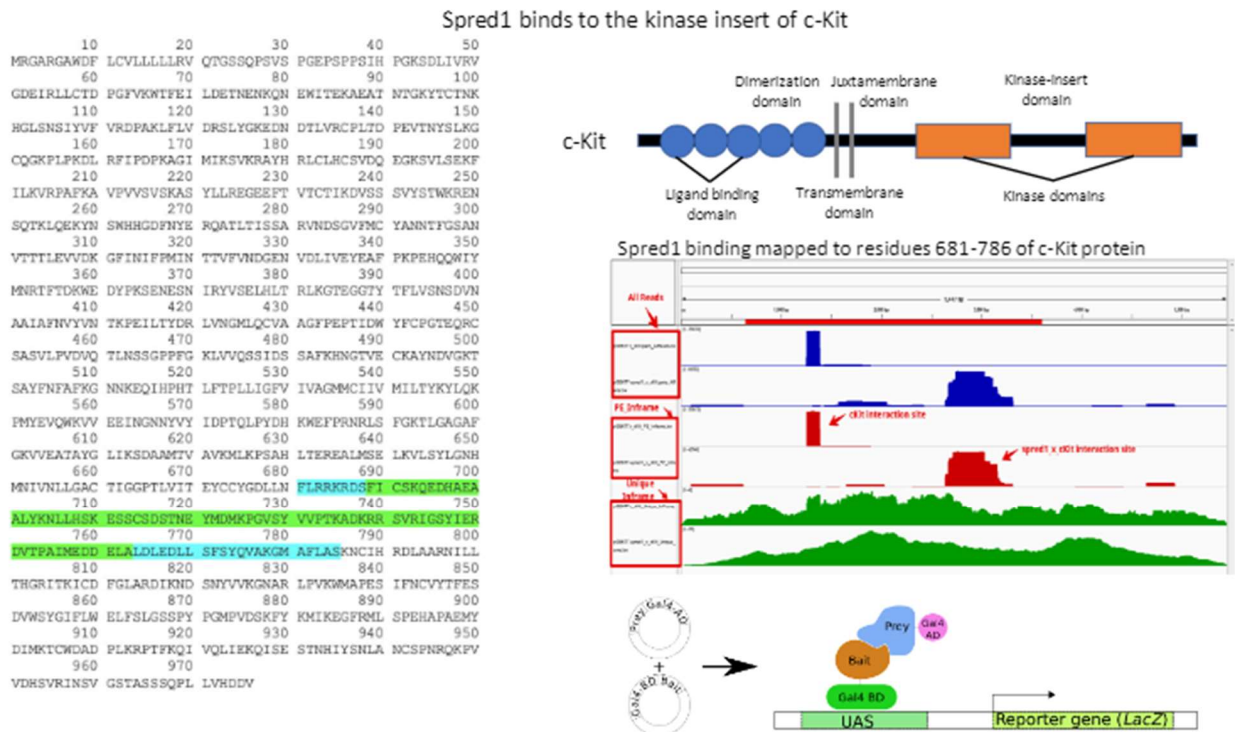 Spred1 binds to the kinase insert of c-Kit
10 20 30 40 50
MRGARGAWDF LCVLLLLLRV QTGSSQPSVS PGEPSPPSIH PGKSDLIVRV
60 70 80 90 100
GDEIRLLCTD PGFVKWTFEI LDETNENKQN EWITEKAEAT NTGKYTCTNK
110 120 130 140 150
HGLSNSIYVF VRDPAKLFLV DRSLYGKEDN DTLVRCPLTD PEVTNYSLKG
160 170 180 190 200
CQGKPLPKDL RFIPDPKAGI MIKSVKRAYH RLCLHCSVDQ EGKSVLSEKF
210 220 230 240 250
ILKVRPAFKA VPVVSVSKAS YLLREGEEFT VTCTIKDVSS SVYSTWKREN
260 270 280 290 300
SQTKLQEKYN SWHHGDFNYE RQATLTISSA RVNDSGVFMC YANNTFGSAN
310 320 330 340 350
VTTTLEVVDK GFINIFPMIN TTVFVNDGEN VDLIVEYEAF PKPEHQQWIY
360 370 380 390 400
MNRTFTDKWE DYPKSENESN IRYVSELHLT RLKGTEGGTY TFLVSNSDVN
410 420 430 440 450
AAIAFNVYVN TKPEILTYDR LVNGMLQCVA AGFPEPTIDW YFCPGTEQRC
460 470 480 490 500
SASVLPVDVQ TLNSSGPPFG KLVVQSSIDS SAFKHNGTVE CKAYNDVGKT
510 520 530 540 550
SAYFNFAFKG NNKEQIHPHT LFTPLLIGFV IVAGMMCIIV MILTYKYLQK
560 570 580 590 600
PMYEVQWKVV EEINGNNYVY IDPTQLPYDH KWEFPRNRLS FGKTLGAGAF
610 620 630 640 650
GKVVEATAYG LIKSDAAMTV AVKMLKPSAH LTEREALMSE LKVLSYLGNH
660 670 680 690 700
MNIVNLLGAC TIGGPTLVIT EYCCYGDLLN FLRRKRDSFI CSKQEDHAEA
710 720 730 740
ALYKNLLHSK ESSCSDSTNE YMDMKPGVSY VVPTKADKRR SVRIGSYIER
760 770 780 790 800
DVTPAIMEDD ELALDLEDLL SFSYQVAKGM AFLASKNCIH RDLAARNILL
810 820 830 840 850
THGRITKICD FGLARDIKND SNYVVKGNAR LPVKWMAPES IFNCVYTFES
860 870 880 890 900
DVWSYGIFLW ELFSLGSSPY PGMPVDSKFY KMIKEGFRML SPEHAPAEMY
910 920 930 940 950
DIMKTCWDAD PLKRPTFKQI VQLIEKQISE STNHIYSNLA NCSPNRQKPV
960 970
VDHSVRINSV GSTASSSQPL LVHDDV
Dimerization domain
Juxtamembrane domain
Kinase-insert domain
c-Kit
Ligand binding domain
Transmembrane domain
Kinase domains
Spred1 binding mapped to residues 681-786 of c-Kit protein
All Reads
PE_Inframe
cKit interaction site
spred1_x_cKit interaction site
Unique Inframe
Prey Gal4-AD
+
Gal4-BD Bait
Prey
Gal4 AD
Bait
Gal4 BD
UAS
Reporter gene (LacZ)